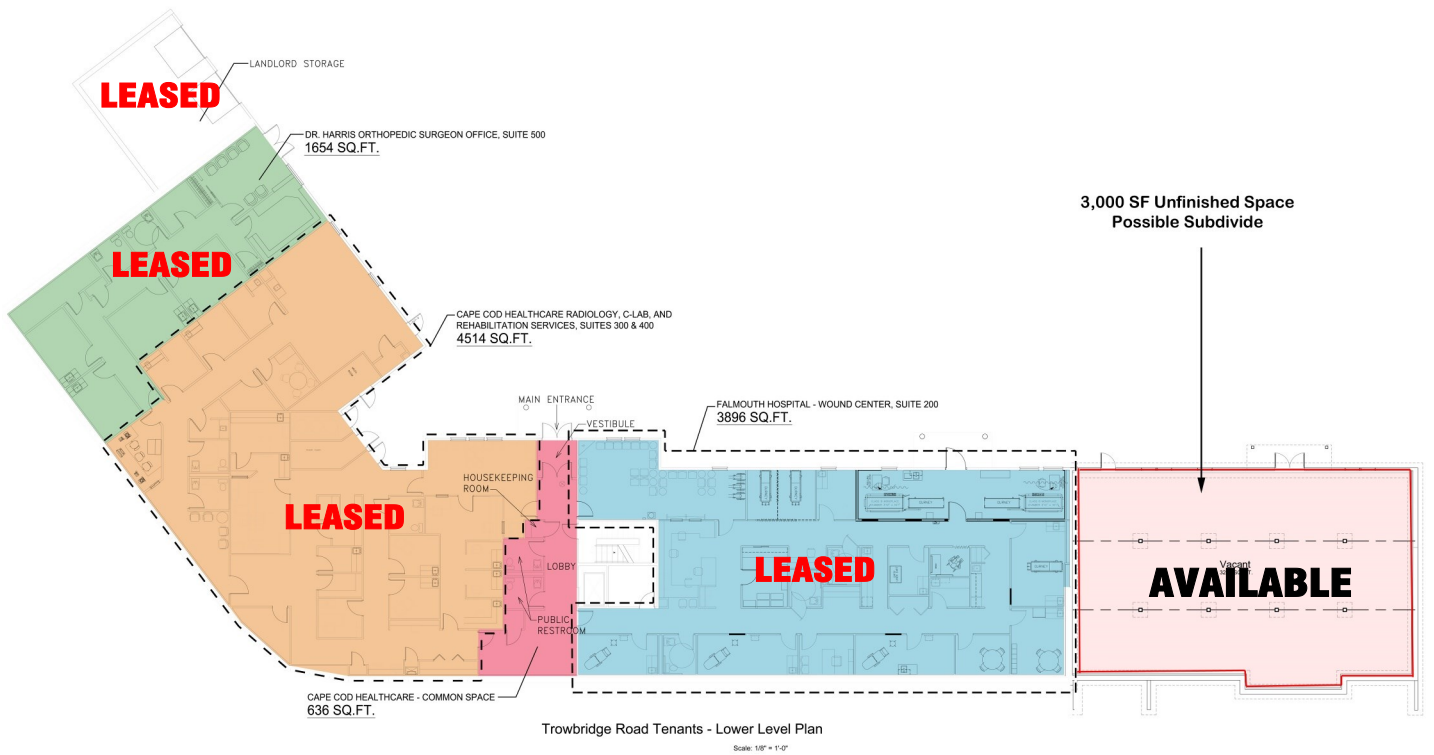 LANDLORD STORAGE
LEASED
DR. HARRIS ORTHOPEDIC SURGEON OFFICE, SUITE 500
1654 SQ.FT.
3,000 SF Unfinished Space
Possible Subdivide
LEASED
CAPE COD HEALTHCARE RADIOLOGY, C-LAB, AND
REHABILITATION SERVICES, SUITES 300 & 400
4514 SQ.FT.
MAIN ENTRANCE
FALMOUTH HOSPITAL - WOUND CENTER, SUITE 200
3896 SQ.FT.
VESTIBULE
HOUSEKEEPING
ROOM
LEASED
LOBBY
LEASED
Vacant
AVAILABLE
PUBLIC
RESTROOM
CAPE COD HEALTHCARE - COMMON SPACE
636 SQ.FT.
Trowbridge Road Tenants - Lower Level Plan
Scale: 1/8" = 1'-0"